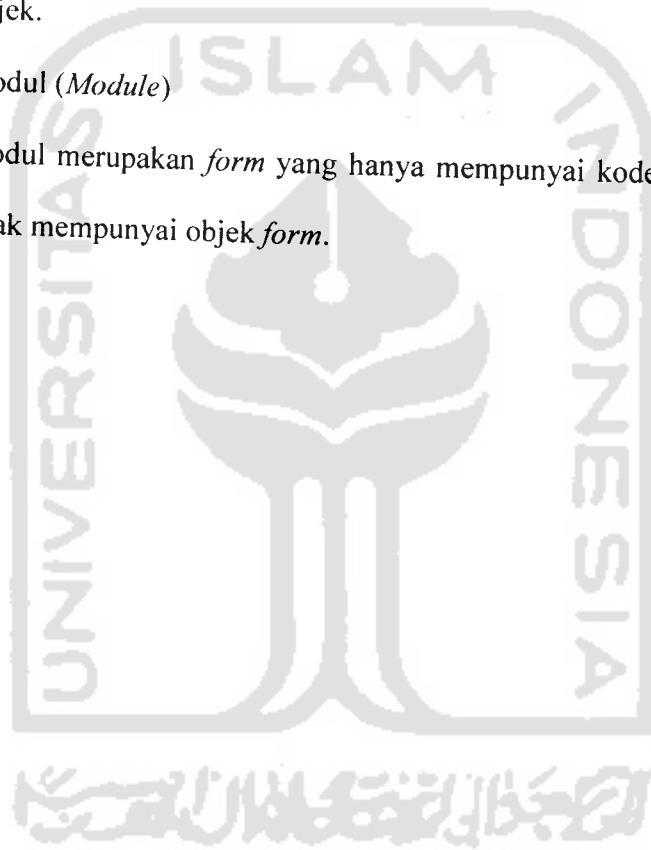 jek.
odul (Module)
odul merupakan form yang hanya mempunyai kode
ak mempunyai objek form.
ISLAM
UNIVERSITAS
INDONESIA